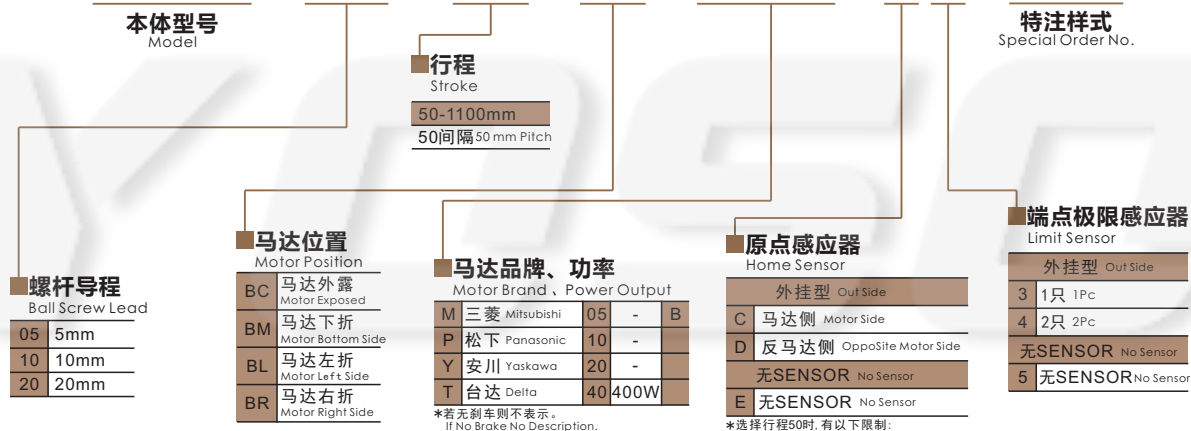 本体型号
Model
特注样式
Special Order No.
行程
Stroke
50-1100mm
50间隔 50 mm Pitch
螺杆导程
Ball Screw Lead
05 5mm
10 10mm
20 20mm
马达位置
Motor Position
BC 马达外露
Motor Exposed
BM 马达下折
Motor Bottom Side
BL 马达左折
Motor Left Side
BR 马达右折
Motor Right Side
马达品牌、功率
Motor Brand 、Power Output
M 三菱 Mitsubishi 05 - B
P 松下 Panasonic 10 -
Y 安川 Yaskawa 20 -
T 台达 Delta 40 400W
*若无刹车则不表示。
If No Brake No Description.
原点感应器
Home Sensor
外挂型 Out Side
C 马达侧 Motor Side
D 反马达侧 OppoSite Motor Side
无SENSOR No Sensor
E 无SENSOR No Sensor
*选择行程50时,有以下限制:
端点极限感应器
Limit Sensor
外挂型 Out Side
3 1只 1Pc
4 2只 2Pc
无SENSOR No Sensor
5 无SENSOR No Sensor